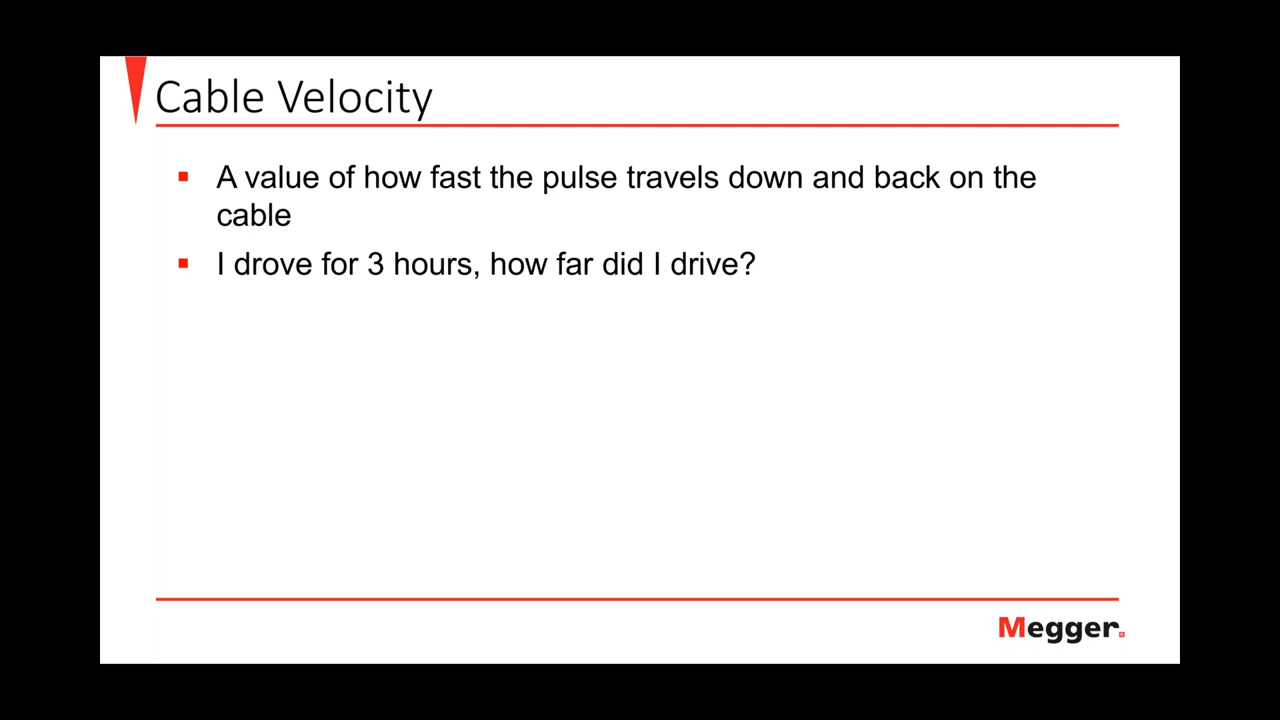 Cable Velocity
A value of how fast the pulse travels down and back on the
cable
I drove for 3 hours, how far did I drive?
Megger.